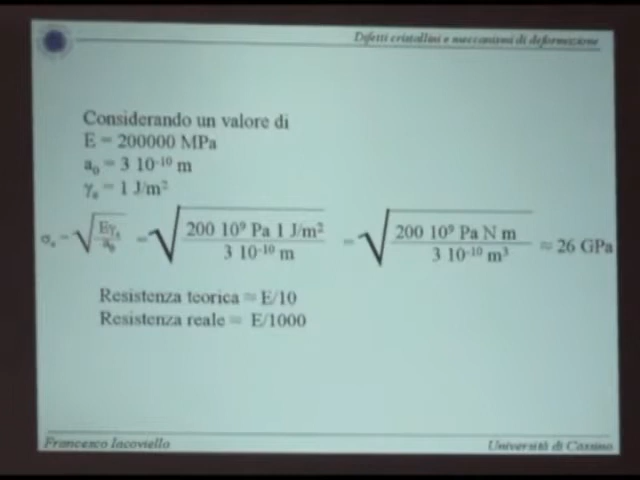 Difetti cristallini e meccanismi di deformazione
Considerando un valore di
E = 200000 MPa
a₀ = 3 10⁻¹⁰ m
γₛ = 1 J/m²
σₑ = √(Eγₛ / a₀) = √(200 10⁹ Pa 1 J/m² / 3 10⁻¹⁰ m) = √(200 10⁹ Pa N m / 3 10⁻¹⁰ m³) ≈ 26 GPa
Resistenza teorica ≈ E/10
Resistenza reale ≈ E/1000
Francesco Iacoviello
Università di Cassino